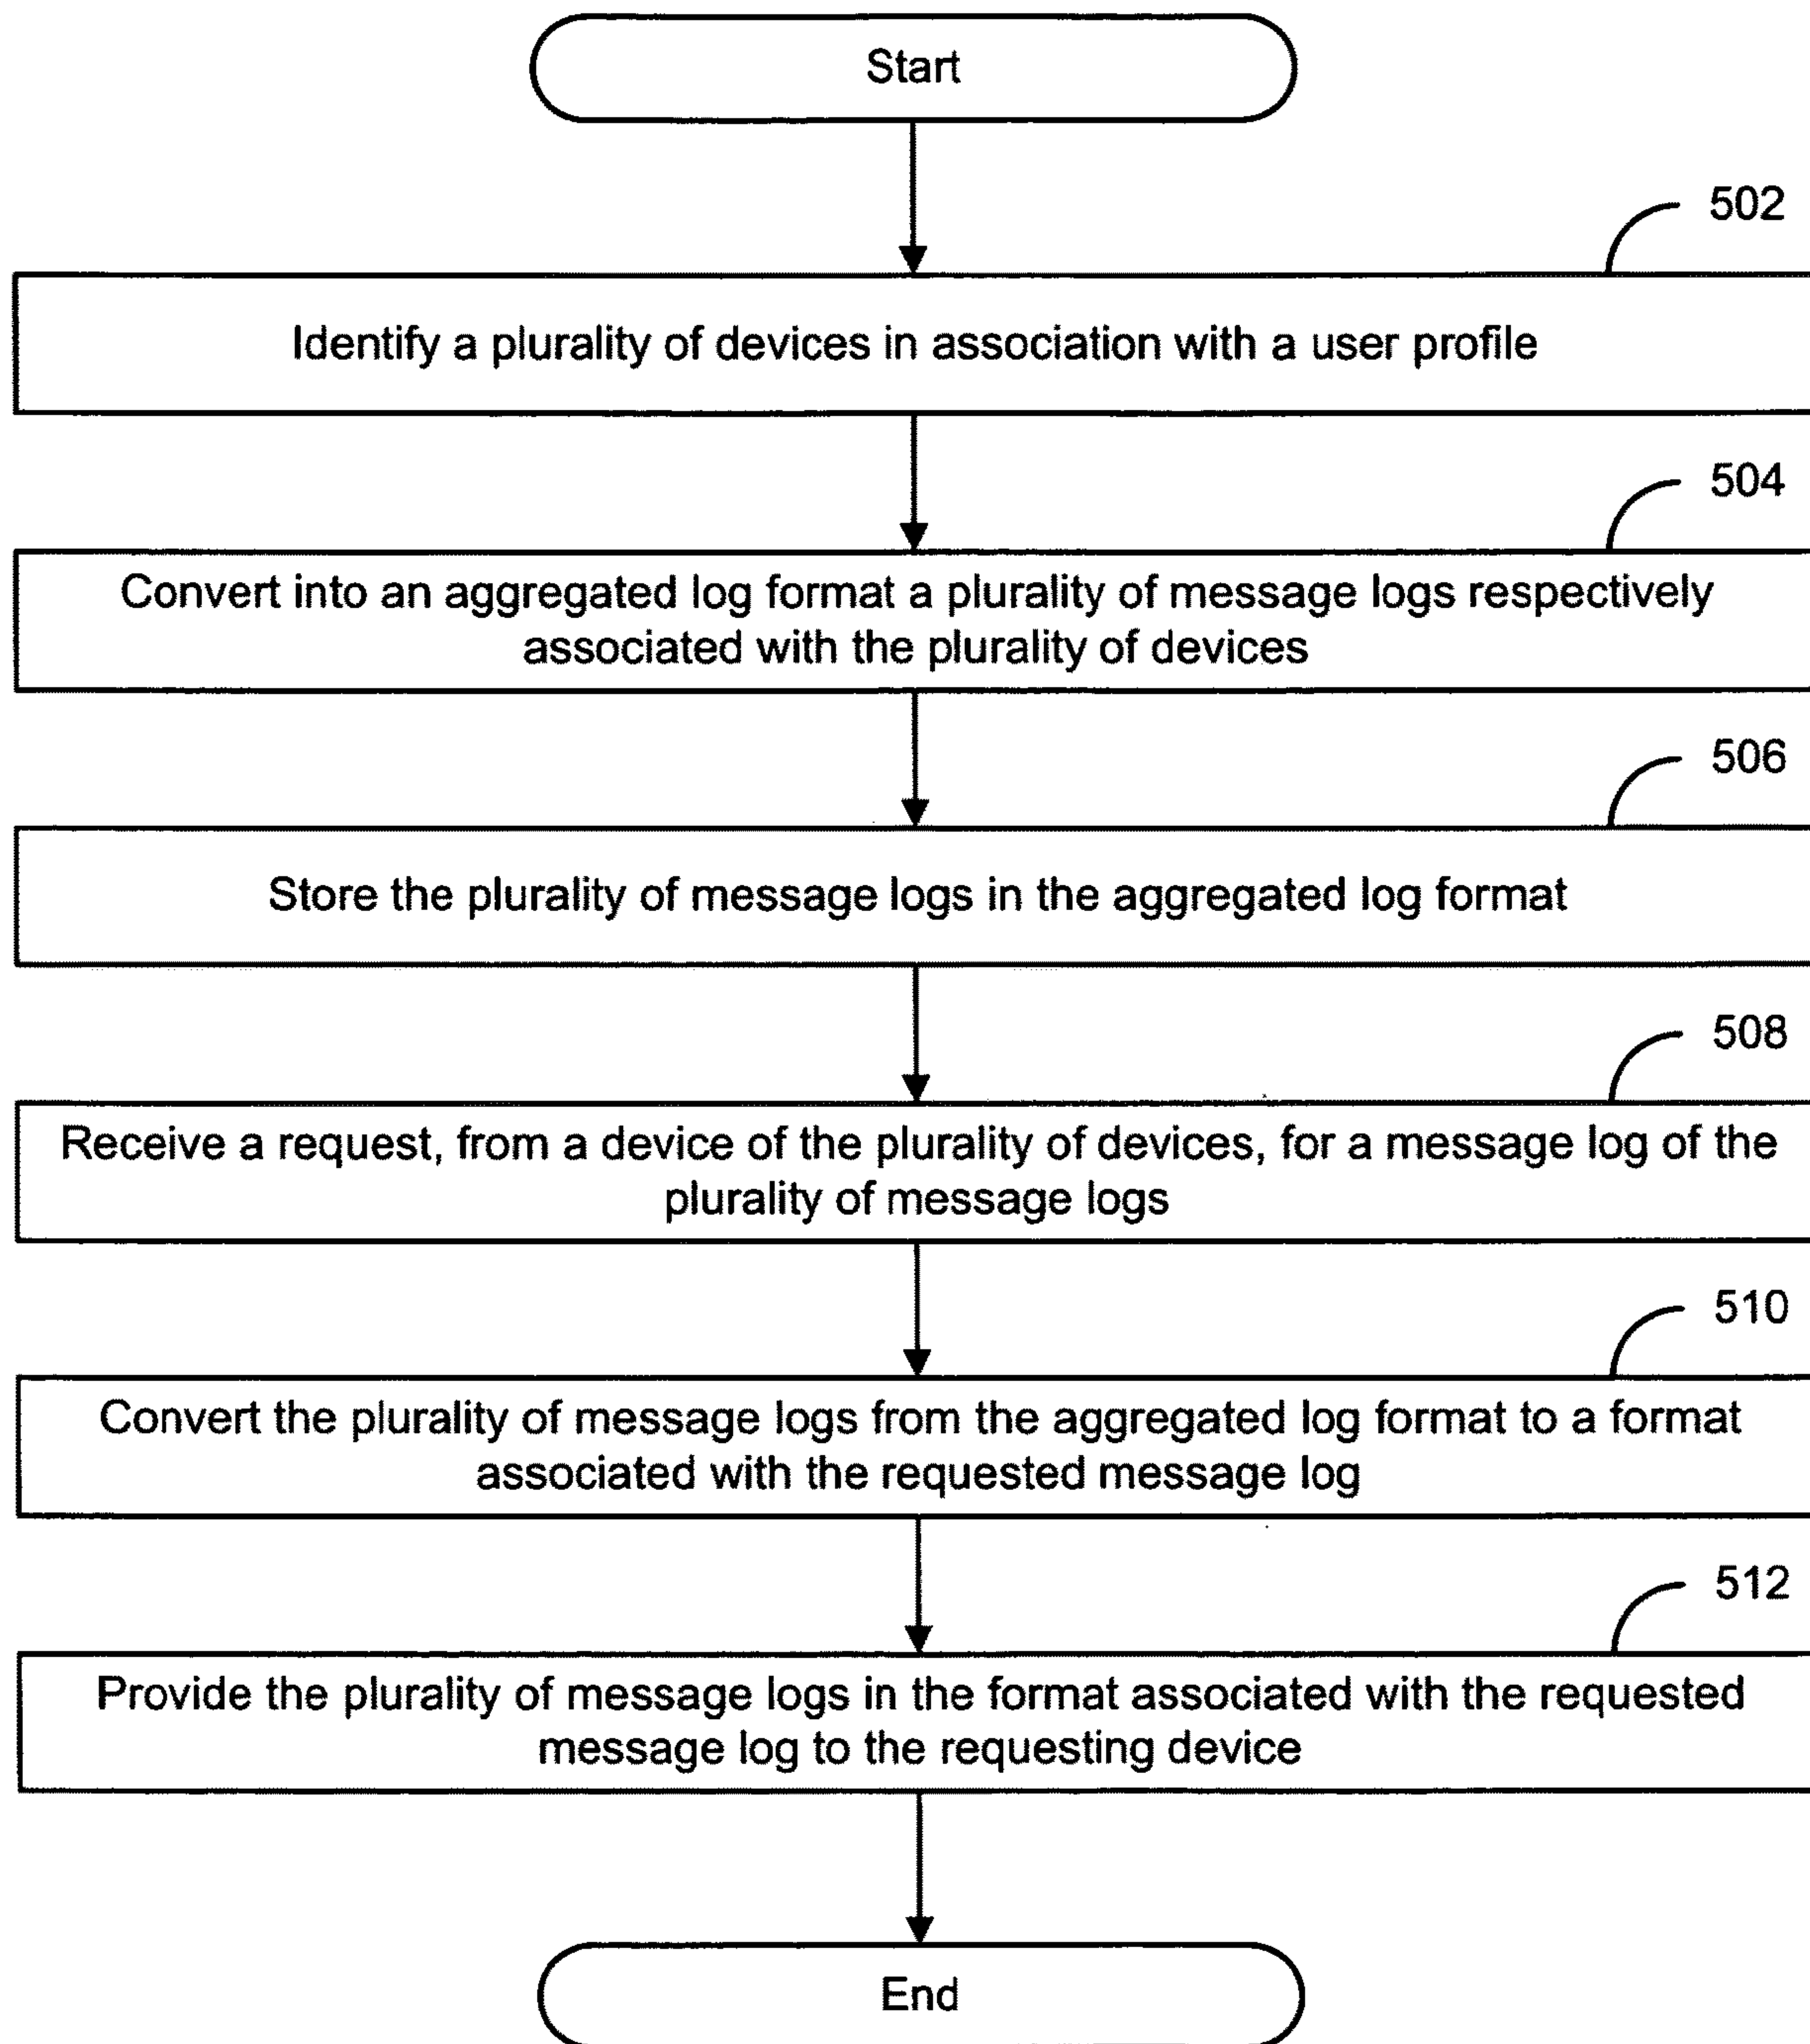 Start
502
Identify a plurality of devices in association with a user profile
504
Convert into an aggregated log format a plurality of message logs respectively
associated with the plurality of devices
506
Store the plurality of message logs in the aggregated log format
508
Receive a request, from a device of the plurality of devices, for a message log of the
plurality of message logs
510
Convert the plurality of message logs from the aggregated log format to a format
associated with the requested message log
512
Provide the plurality of message logs in the format associated with the requested
message log to the requesting device
End